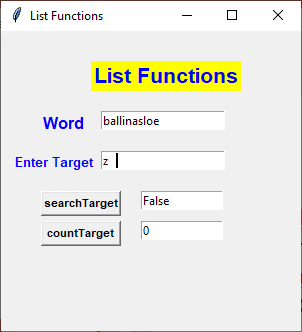 List Functions
List Functions
Word ballinasloe
Enter Target z
searchTarget False
countTarget 0